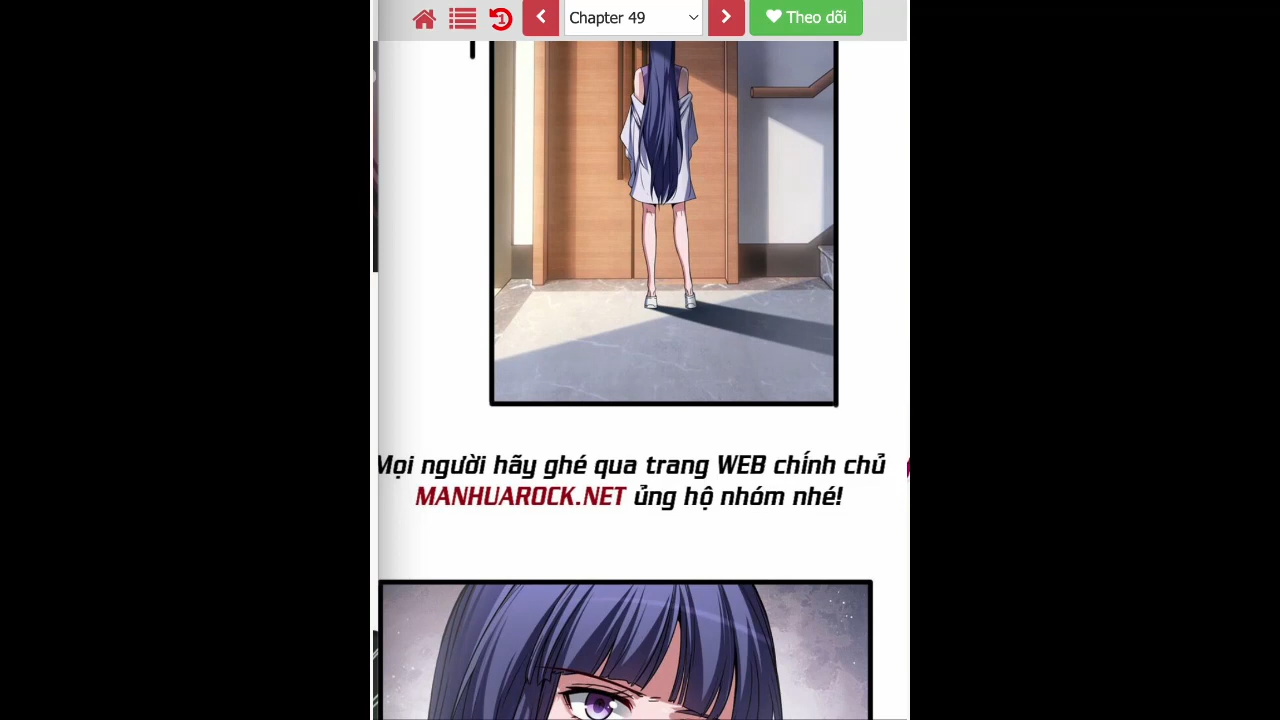 1
Chapter 49
Theo dõi
Mọi người hãy ghé qua trang WEB chính chủ
MANHUAROCK.NET ủng hộ nhóm nhé!